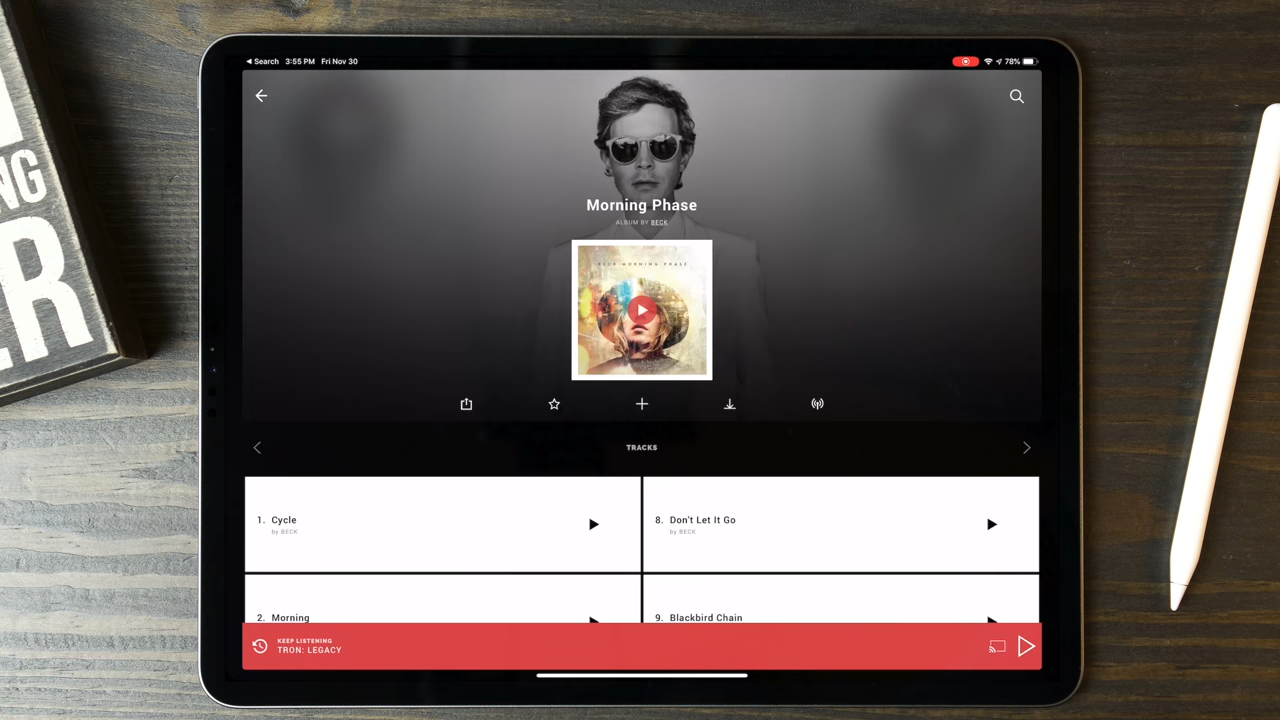 NG
ER
Search 3:55 PM Fri Nov 30
78%
Morning Phase
ALBUM BY BECK
BECK MORNING PHASE
TRACKS
1. Cycle
by BECK
8. Don't Let It Go
by BECK
2. Morning
9. Blackbird Chain
KEEP LISTENING
TRON: LEGACY